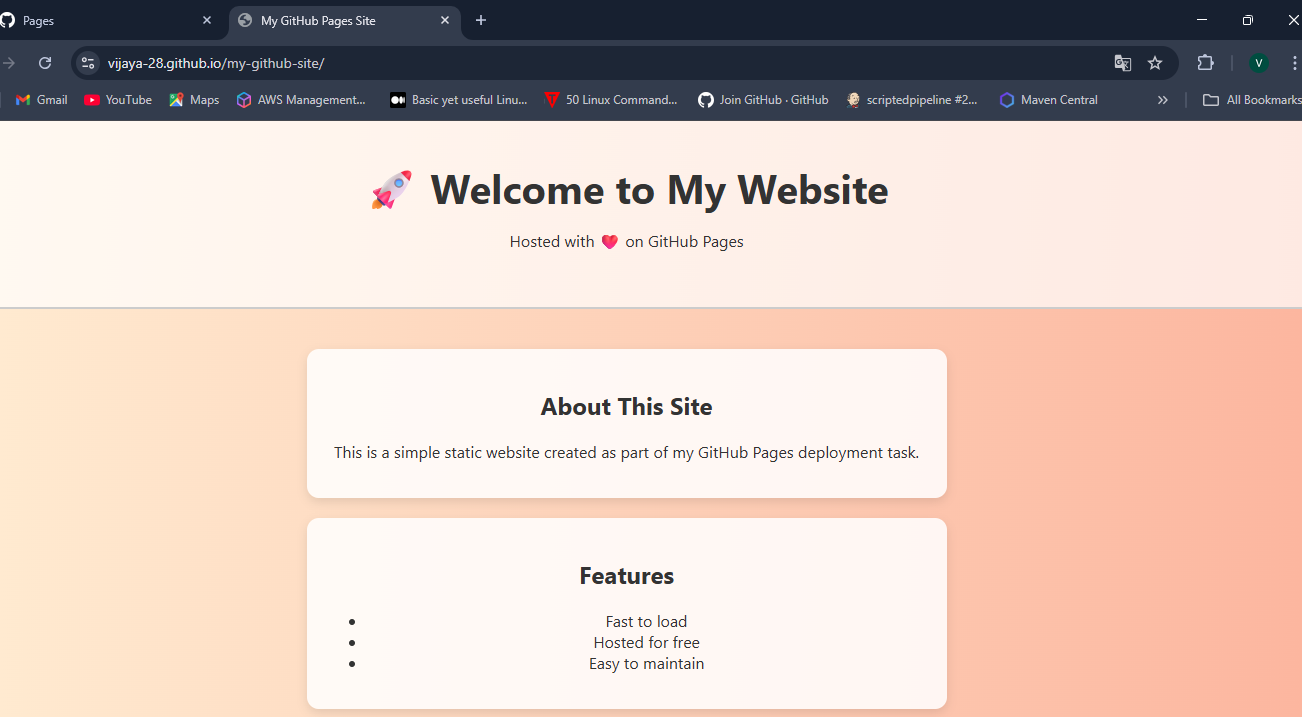 Pages
My GitHub Pages Site
vijaya-28.github.io/my-github-site/
V
Gmail YouTube Maps AWS Management... Basic yet useful Linu... 50 Linux Command... Join GitHub · GitHub scriptedpipeline #2... Maven Central » All Bookmarks
🚀 Welcome to My Website
Hosted with ❤️ on GitHub Pages
About This Site
This is a simple static website created as part of my GitHub Pages deployment task.
Features
• Fast to load
• Hosted for free
• Easy to maintain